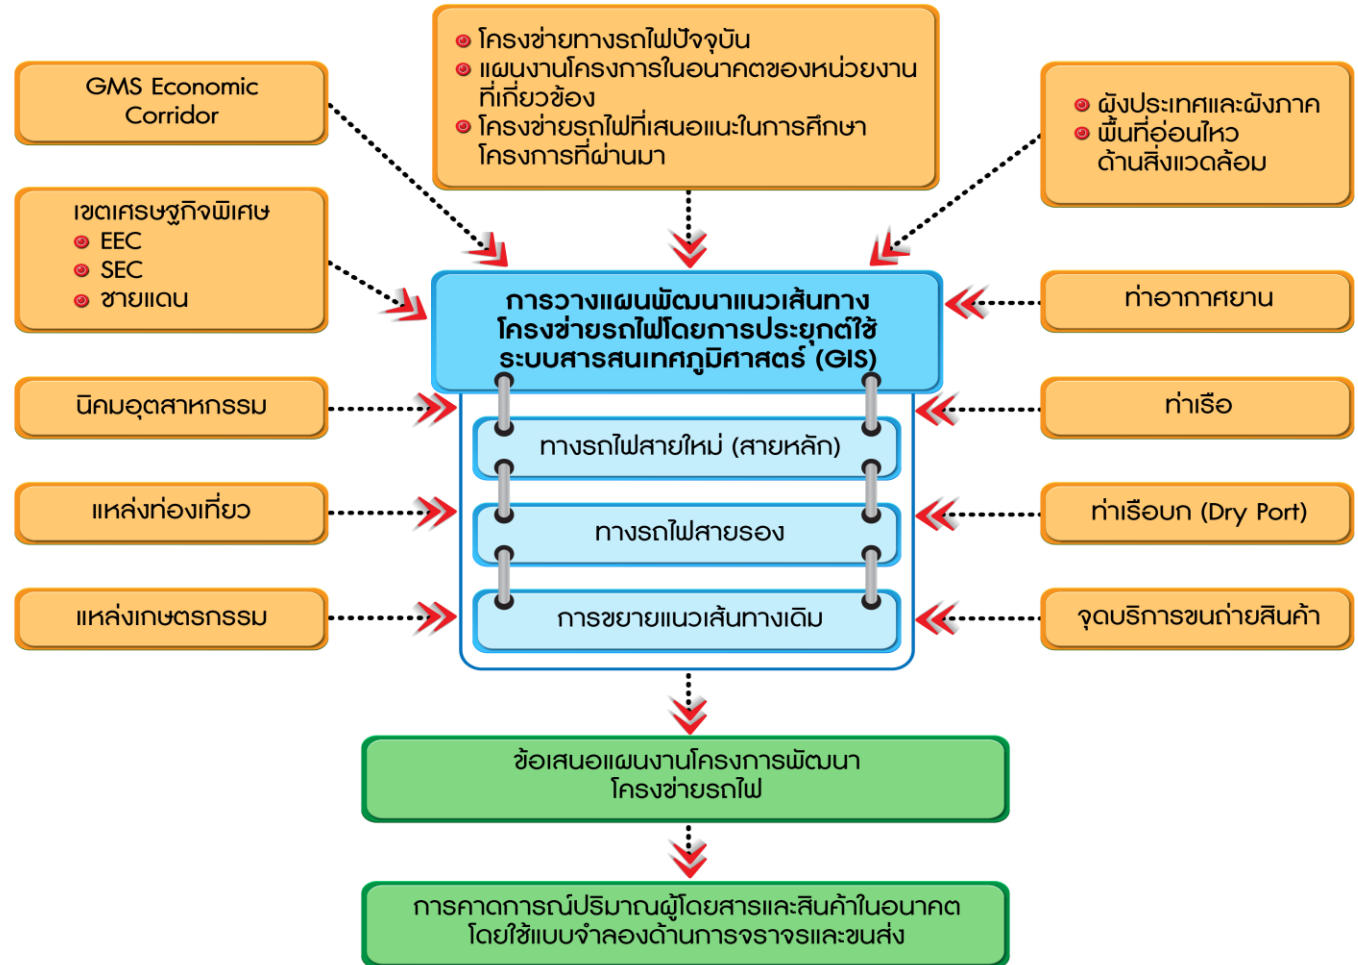 GMS Economic
Corridor
โครงข่ายทางรถไฟปัจจุบัน
แผนงานโครงการในอนาคตของหน่วยงาน
ที่เกี่ยวข้อง
โครงข่ายรถไฟที่เสนอแนะในการศึกษา
โครงการที่ผ่านมา
ผังประเทศและผังภาค
พื้นที่อ่อนไหว
ด้านสิ่งแวดล้อม
เขตเศรษฐกิจพิเศษ
EEC
SEC
ชายแดน
การวางแผนพัฒนาแนวเส้นทาง
โครงข่ายรถไฟโดยการประยุกต์ใช้
ระบบสารสนเทศภูมิศาสตร์ (GIS)
ท่าอากาศยาน
นิคมอุตสาหกรรม
ท่าเรือ
ทางรถไฟสายใหม่ (สายหลัก)
แหล่งท่องเที่ยว
ทางรถไฟสายรอง
ท่าเรือบก (Dry Port)
แหล่งเกษตรกรรม
การขยายแนวเส้นทางเดิม
จุดบริการขนถ่ายสินค้า
ข้อเสนอแผนงานโครงการพัฒนา
โครงข่ายรถไฟ
การคาดการณ์ปริมาณผู้โดยสารและสินค้าในอนาคต
โดยใช้แบบจำลองด้านการจราจรและขนส่ง